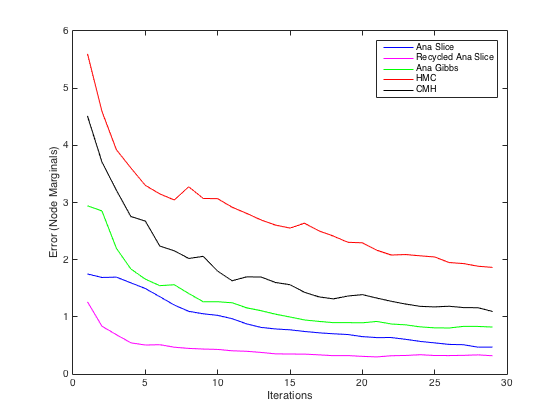 6
5
4
3
2
1
0
Error (Node Marginals)
Ana Slice
Recycled Ana Slice
Ana Gibbs
HMC
CMH
0 5 10 15 20 25 30
Iterations